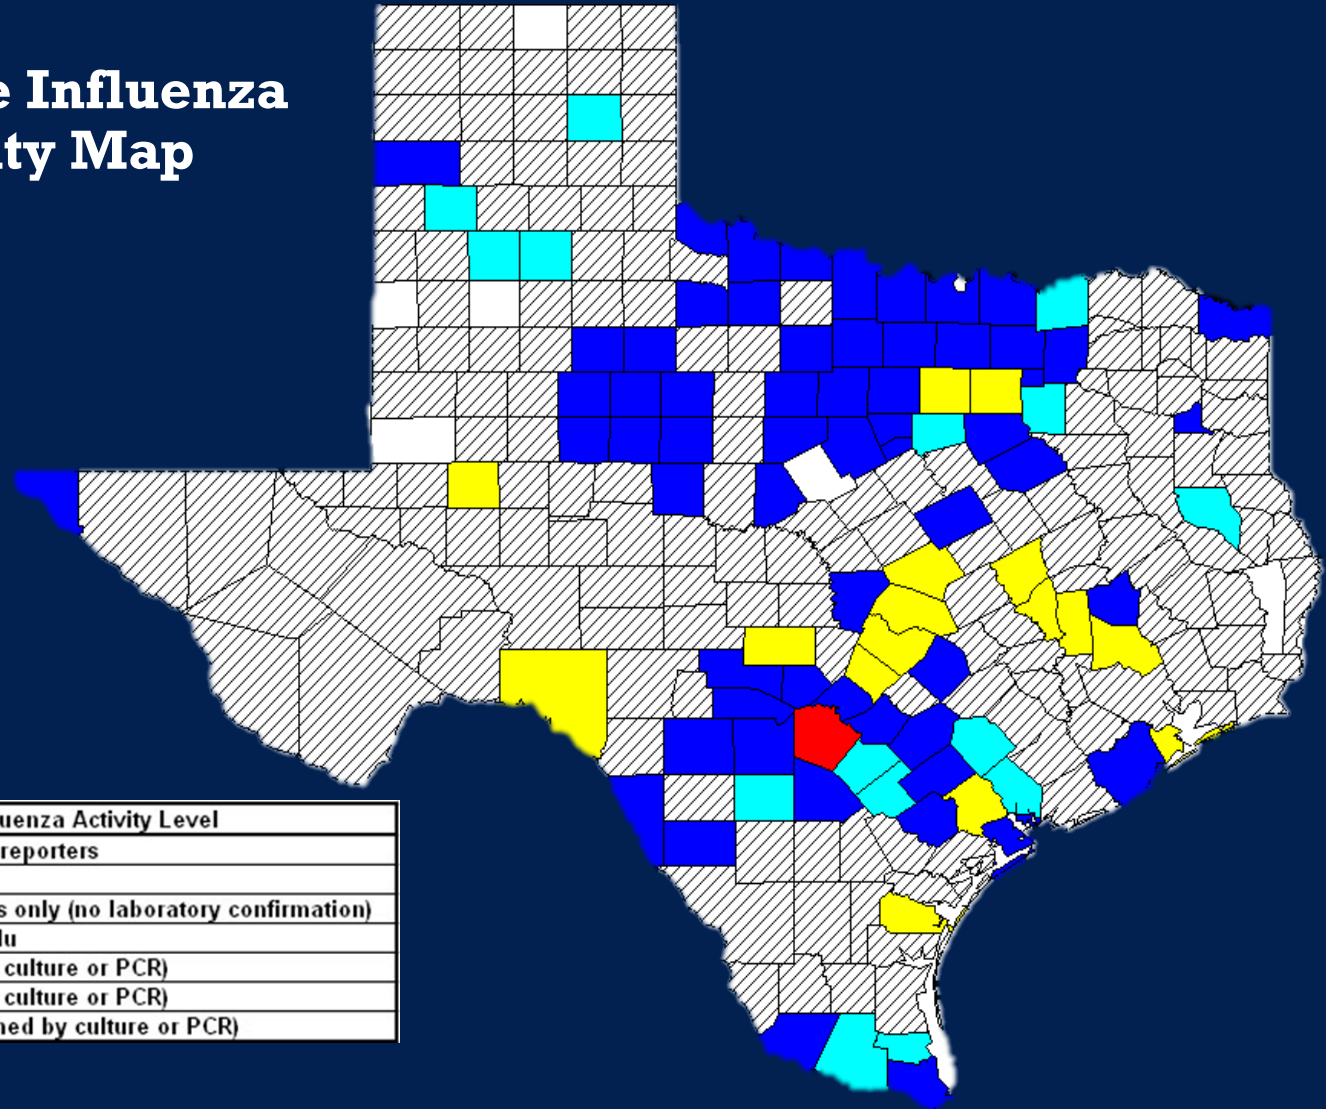 e Influenza
ity Map
uenza Activity Level
reporters
s only (no laboratory confirmation)
lu
culture or PCR)
culture or PCR)
ned by culture or PCR)